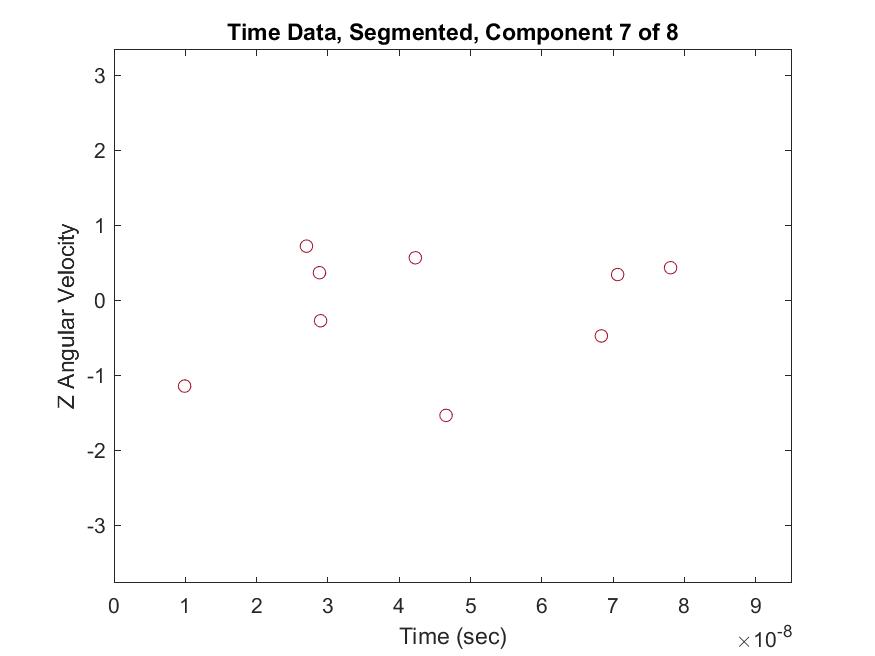 Time Data, Segmented, Component 7 of 8
3
2
1
0
-1
-2
-3
Z Angular Velocity
0 1 2 3 4 5 6 7 8 9
Time (sec)
×10⁻⁸